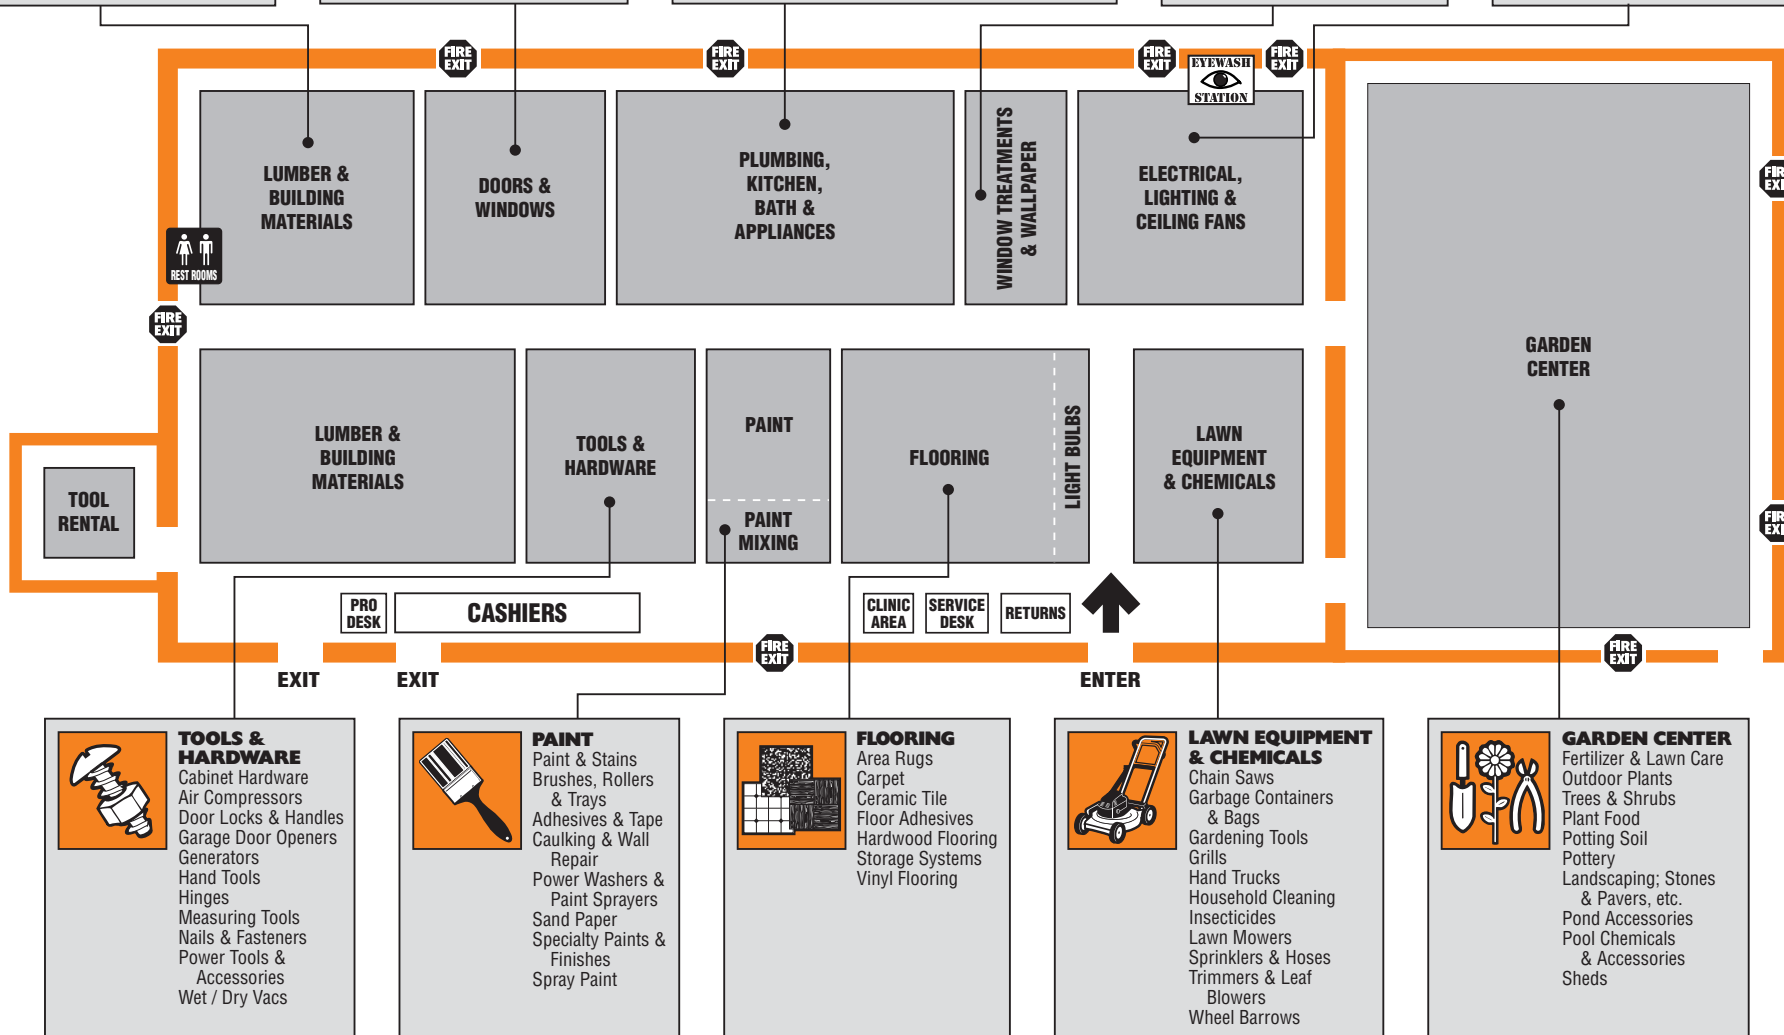 FIRE
EXIT
FIRE
EXIT
FIRE
EXIT
FIRE
EXIT
EYEWASH
STATION
LUMBER &
BUILDING
MATERIALS
DOORS &
WINDOWS
PLUMBING,
KITCHEN,
BATH &
APPLIANCES
WINDOW TREATMENTS
& WALLPAPER
ELECTRICAL,
LIGHTING &
CEILING FANS
REST ROOMS
FIRE
EXIT
FIR
EXI
GARDEN
CENTER
LUMBER &
BUILDING
MATERIALS
TOOLS &
HARDWARE
PAINT
PAINT
MIXING
FLOORING
LIGHT BULBS
LAWN
EQUIPMENT
& CHEMICALS
TOOL
RENTAL
FIR
EXI
PRO
DESK
CASHIERS
CLINIC
AREA
SERVICE
DESK
RETURNS
FIRE
EXIT
FIRE
EXIT
EXIT
EXIT
ENTER
TOOLS &
HARDWARE
Cabinet Hardware
Air Compressors
Door Locks & Handles
Garage Door Openers
Generators
Hand Tools
Hinges
Measuring Tools
Nails & Fasteners
Power Tools &
Accessories
Wet / Dry Vacs
PAINT
Paint & Stains
Brushes, Rollers
& Trays
Adhesives & Tape
Caulking & Wall
Repair
Power Washers &
Paint Sprayers
Sand Paper
Specialty Paints &
Finishes
Spray Paint
FLOORING
Area Rugs
Carpet
Ceramic Tile
Floor Adhesives
Hardwood Flooring
Storage Systems
Vinyl Flooring
LAWN EQUIPMENT
& CHEMICALS
Chain Saws
Garbage Containers
& Bags
Gardening Tools
Grills
Hand Trucks
Household Cleaning
Insecticides
Lawn Mowers
Sprinklers & Hoses
Trimmers & Leaf
Blowers
Wheel Barrows
GARDEN CENTER
Fertilizer & Lawn Care
Outdoor Plants
Trees & Shrubs
Plant Food
Potting Soil
Pottery
Landscaping; Stones
& Pavers, etc.
Pond Accessories
Pool Chemicals
& Accessories
Sheds